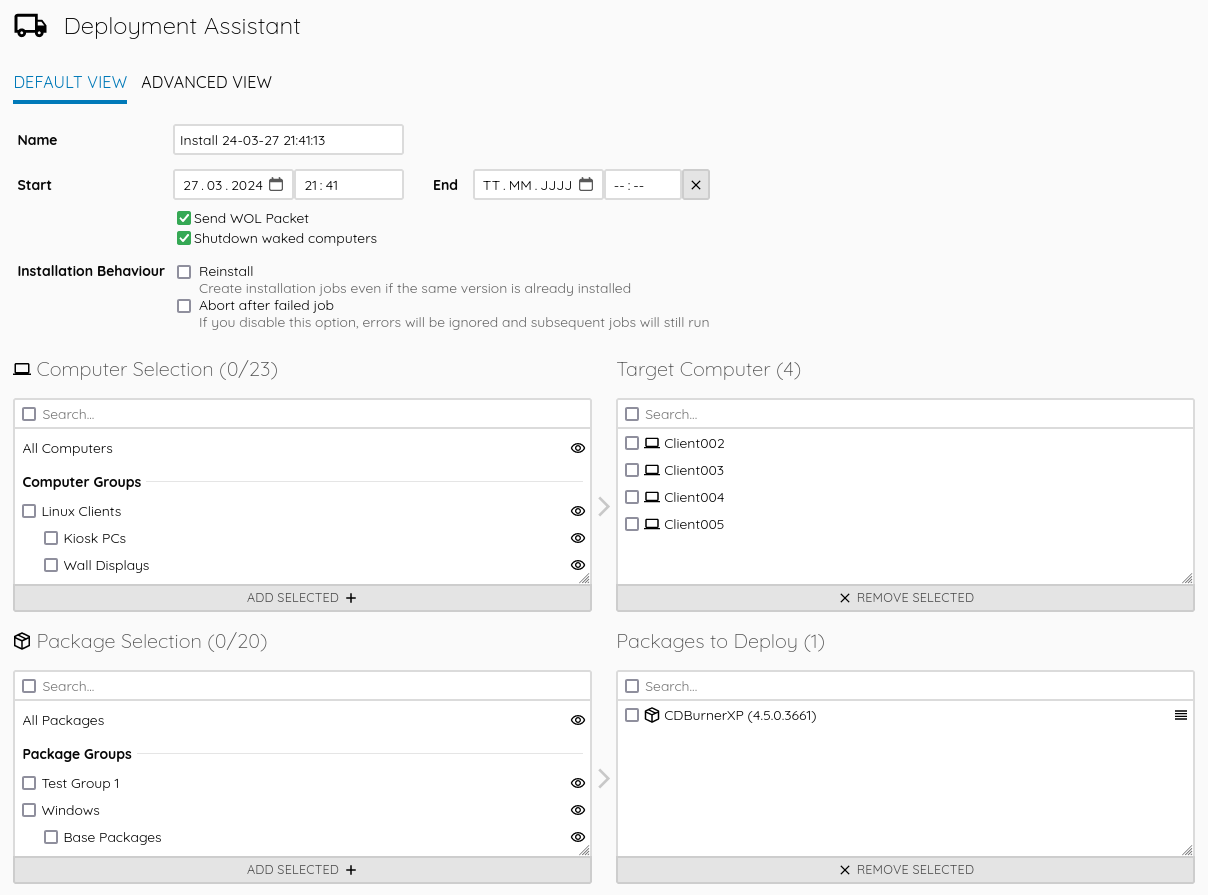 Deployment Assistant
DEFAULT VIEW ADVANCED VIEW
Name Install 24-03-27 21:41:13
Start 27.03.2024 21:41 End TT.MM.JJJJ --:--
Send WOL Packet
Shutdown waked computers
Installation Behaviour Reinstall
Create installation jobs even if the same version is already installed
Abort after failed job
If you disable this option, errors will be ignored and subsequent jobs will still run
Computer Selection (0/23)
Search...
All Computers
Computer Groups
Linux Clients
Kiosk PCs
Wall Displays
ADD SELECTED
Target Computer (4)
Search...
Client002
Client003
Client004
Client005
REMOVE SELECTED
Package Selection (0/20)
Search...
All Packages
Package Groups
Test Group 1
Windows
Base Packages
ADD SELECTED
Packages to Deploy (1)
Search...
CDBurnerXP (4.5.0.3661)
REMOVE SELECTED